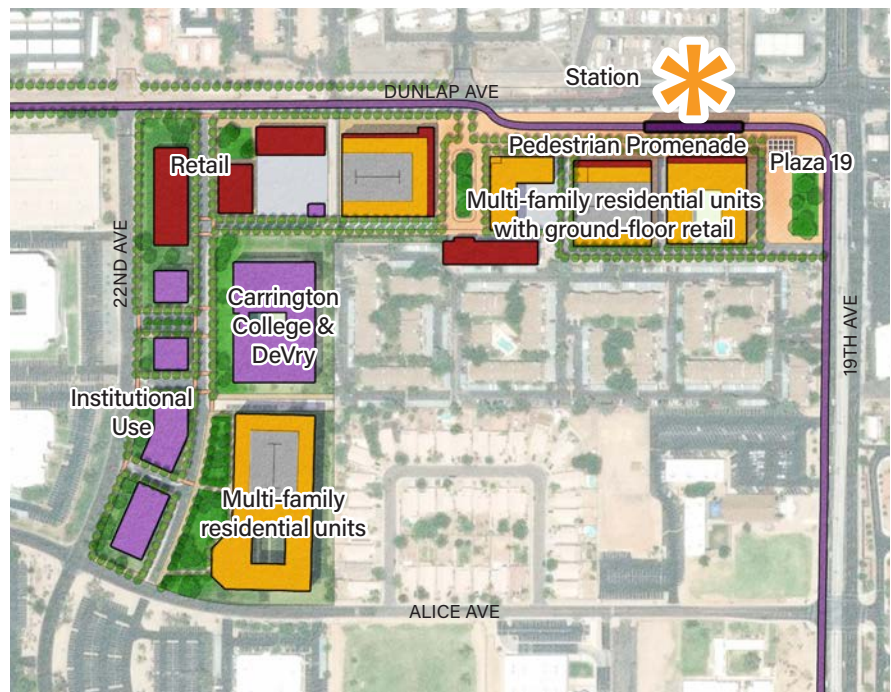 Station
DUNLAP AVE
Pedestrian Promenade
Plaza 19
Retail
Multi-family residential units
with ground-floor retail
22ND AVE
Carrington
College &
DeVry
19TH AVE
Institutional
Use
Multi-family
residential units
ALICE AVE